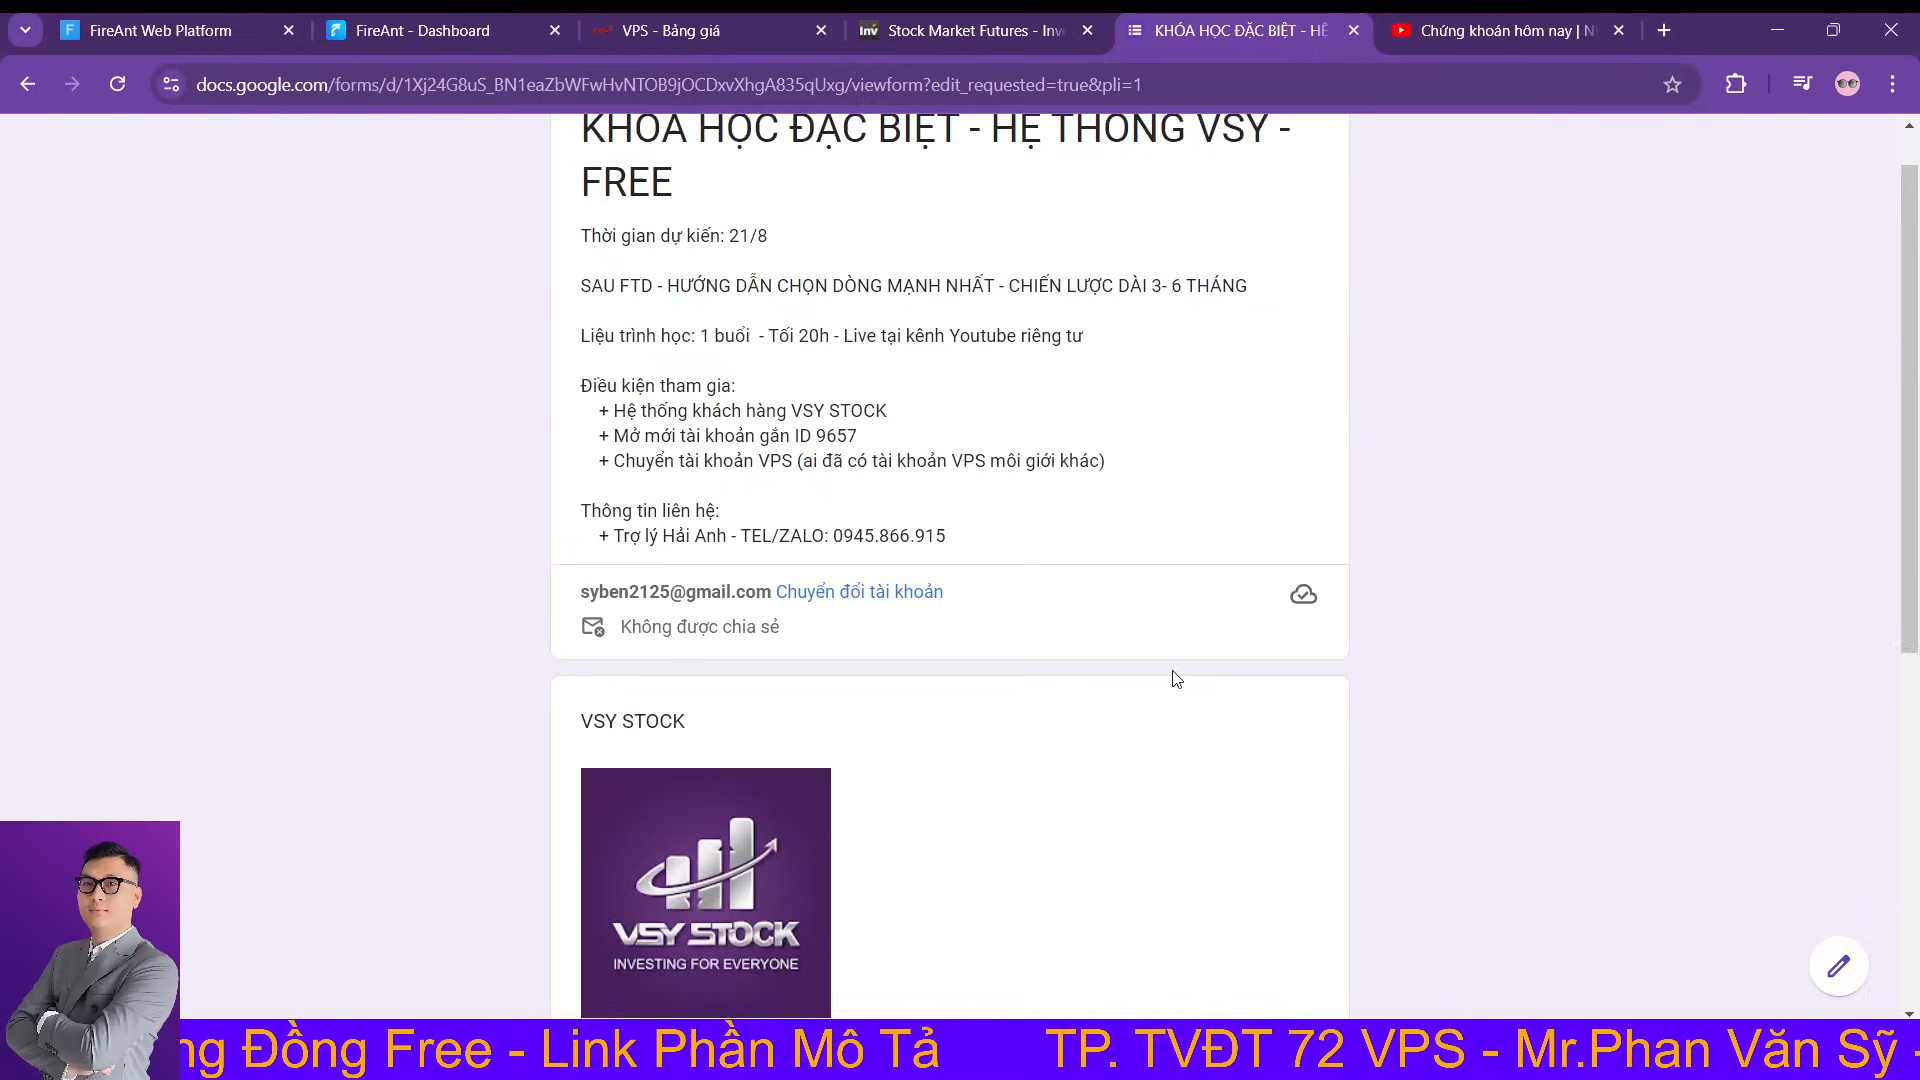 FireAnt Web Platform
FireAnt - Dashboard
VPS - Bảng giá
Stock Market Futures - Inve
KHÓA HỌC ĐẶC BIỆT - HỆ
Chứng khoán hôm nay | N
docs.google.com/forms/d/1Xj24G8uS_BN1eaZbWFwHvNTOB9jOCDxvXhgA835qUxg/viewform?edit_requested=true&pli=1
KHÓA HỌC ĐẶC BIỆT - HỆ THỐNG VSY -
FREE
Thời gian dự kiến: 21/8
SAU FTD - HƯỚNG DẪN CHỌN DÒNG MẠNH NHẤT - CHIẾN LƯỢC DÀI 3- 6 THÁNG
Liệu trình học: 1 buổi - Tối 20h - Live tại kênh Youtube riêng tư
Điều kiện tham gia:
+ Hệ thống khách hàng VSY STOCK
+ Mở mới tài khoản gắn ID 9657
+ Chuyển tài khoản VPS (ai đã có tài khoản VPS môi giới khác)
Thông tin liên hệ:
+ Trợ lý Hải Anh - TEL/ZALO: 0945.866.915
syben2125@gmail.com Chuyển đổi tài khoản
Không được chia sẻ
VSY STOCK
VSY STOCK
INVESTING FOR EVERYONE
ng Đồng Free - Link Phần Mô Tả TP. TVĐT 72 VPS - Mr.Phan Văn Sỹ -